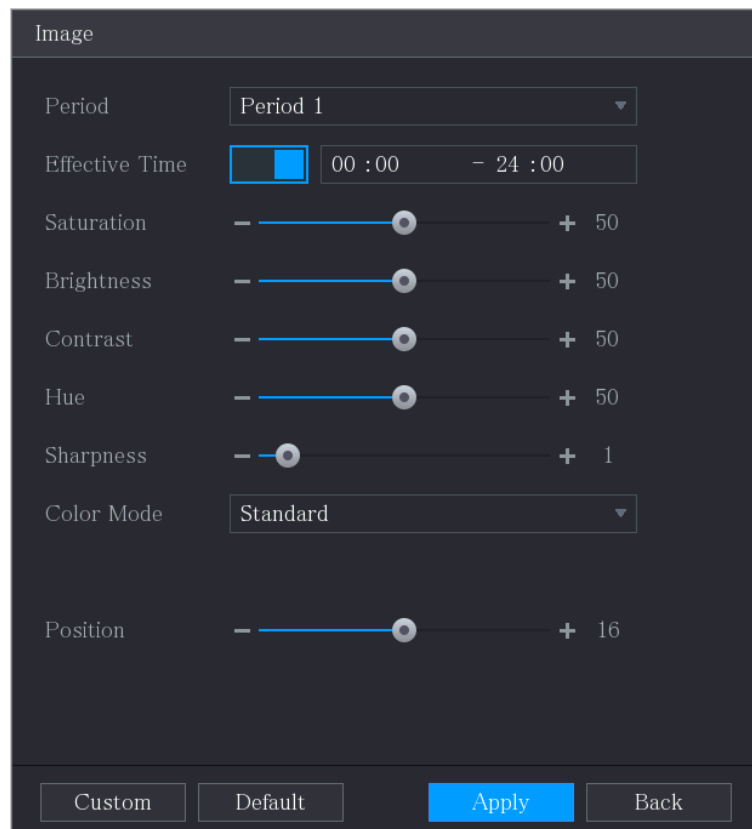 Image
Period Period 1
Effective Time 00 :00 - 24 :00
Saturation 50
Brightness 50
Contrast 50
Hue 50
Sharpness 1
Color Mode Standard
Position 16
Custom Default Apply Back